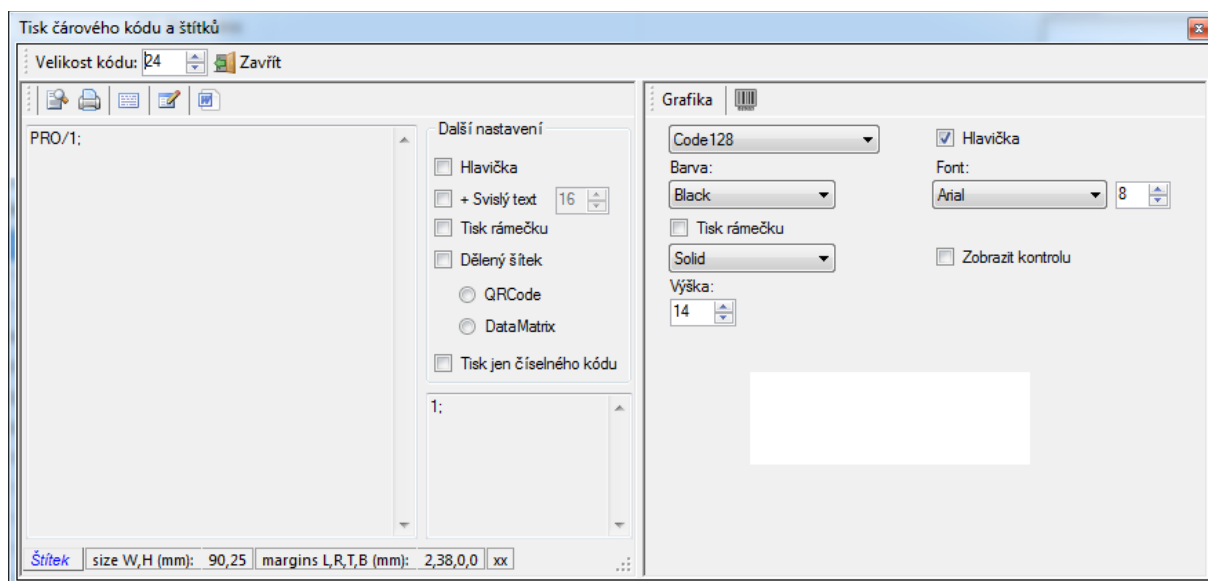 Tisk čárového kódu a štítků
Velikost kódu: 24 Zavřít
PRO/1;
Další nastavení
Hlavička
+ Svislý text 16
Tisk rámečku
Dělený šítek
QRCode
DataMatrix
Tisk jen číselného kódu
1;
Štítek size W,H (mm): 90,25 margins L,R,T,B (mm): 2,38,0,0 xx
Grafika
Code128 Hlavička
Barva: Font:
Black Arial 8
Tisk rámečku
Solid Zobrazit kontrolu
Výška:
14